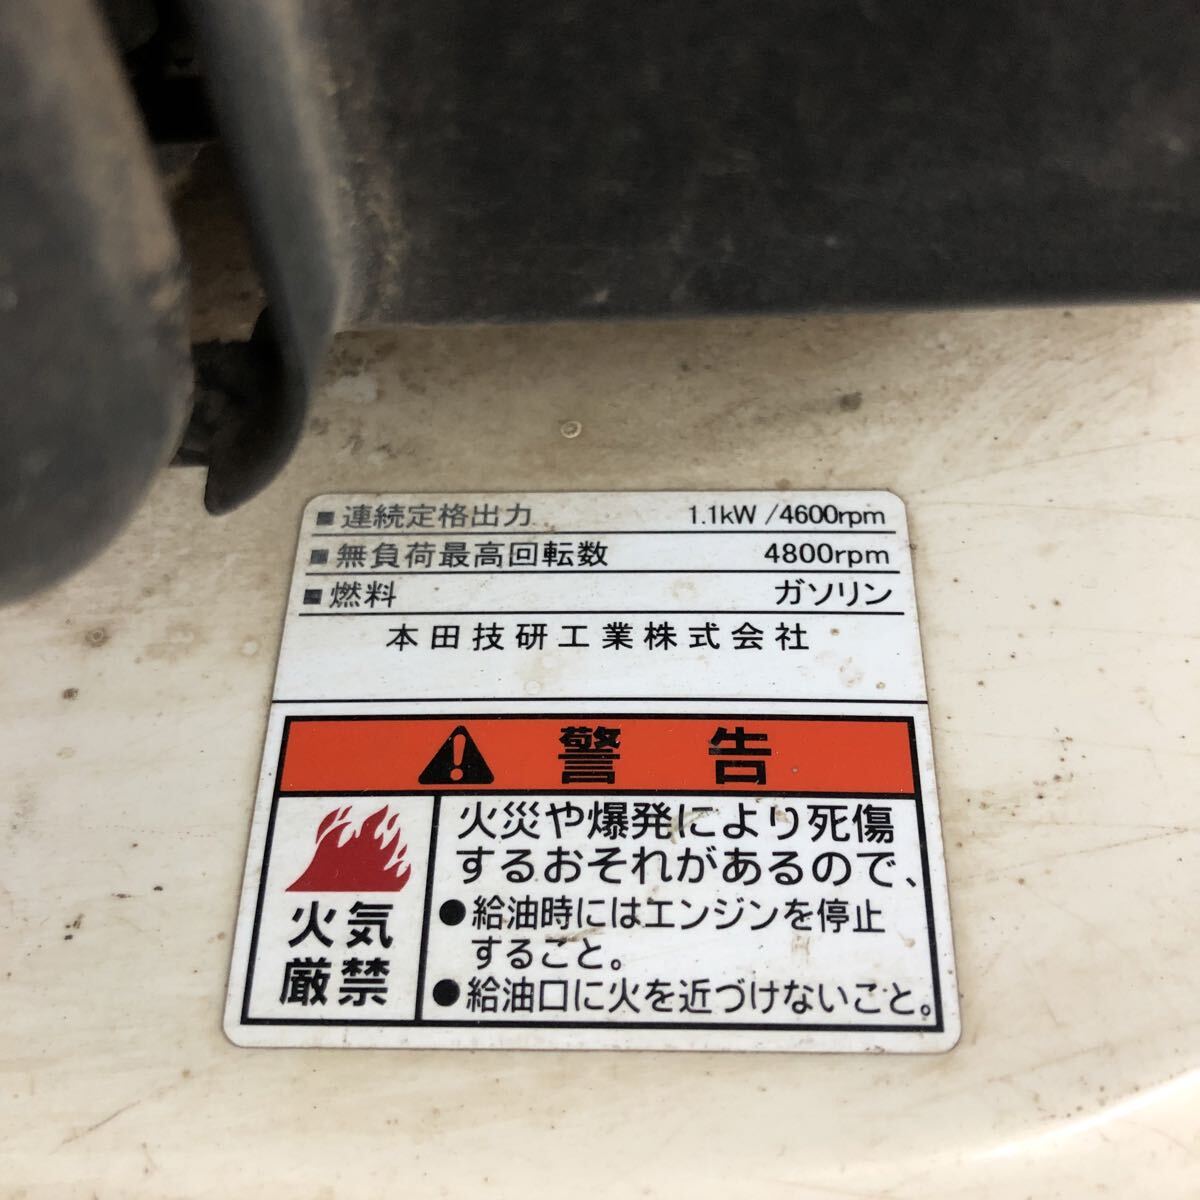 ■連続定格出力 1.1kW/4600rpm
■無負荷最高回転数 4800rpm
■燃料 ガソリン
本田技研工業株式会社
警告
火気
厳禁
火災や爆発により死傷
するおそれがあるので、
●給油時にはエンジンを停止
すること。
●給油口に火を近づけないこと。